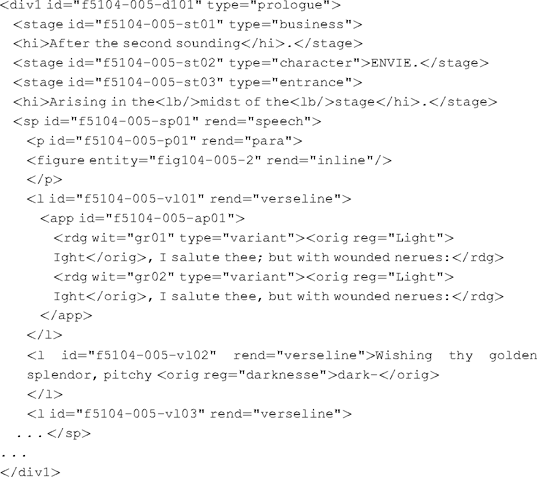 <div1 id="f5104-005-d101" type="prologue">
<stage id="f5104-005-st01" type="business">
<hi>After the second sounding</hi>.</stage>
<stage id="f5104-005-st02" type="character">ENVIE.</stage>
<stage id="f5104-005-st03" type="entrance">
<hi>Arising in the<lb/>midst of the<lb/>stage</hi>.</stage>
<sp id="f5104-005-sp01" rend="speech">
<p id="f5104-005-p01" rend="para">
<figure entity="fig104-005-2" rend="inline"/>
</p>
<l id="f5104-005-vl01" rend="verseline">
<app id="f5104-005-ap01">
<rdg wit="gr01" type="variant"><orig reg="Light">
Ight</orig>, I salute thee; but with wounded nerues:</rdg>
<rdg wit="gr02" type="variant"><orig reg="Light">
Ight</orig>, I salute thee, but with wounded nerues:</rdg>
</app>
</l>
<l id="f5104-005-vl02" rend="verseline">Wishing thy golden
splendor, pitchy <orig reg="darknesse">dark-</orig>
</l>
<l id="f5104-005-vl03" rend="verseline">
...</sp>
...
</div1>